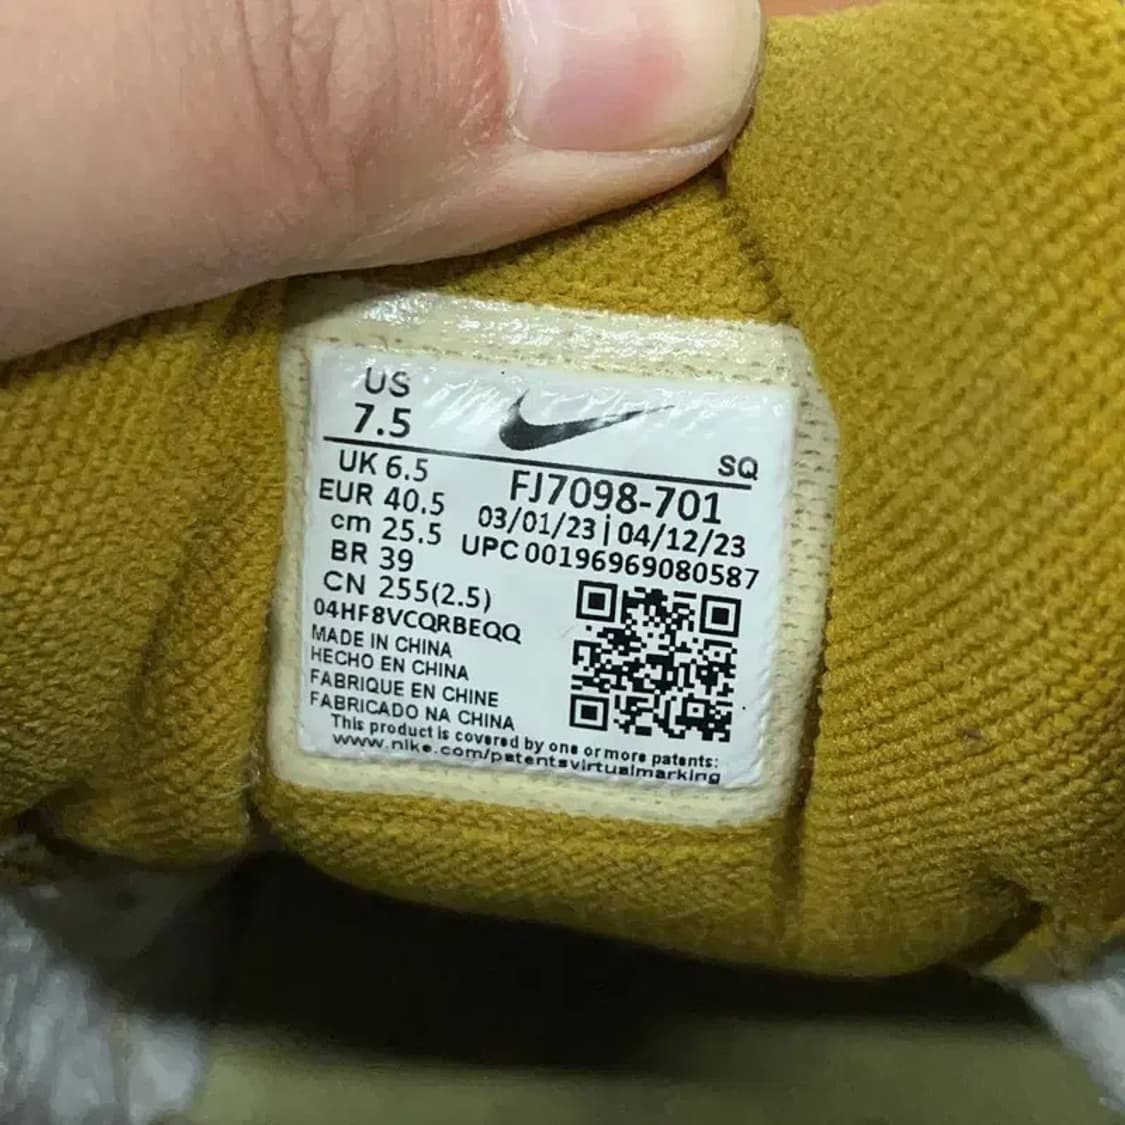 US
7.5
SQ
UK 6.5
FJ7098-701
EUR 40.5
03/01/23 | 04/12/23
cm 25.5
UPC 00196969080587
BR 39
CN 255(2.5)
04HF8VCQRBEQQ
MADE IN CHINA
HECHO EN CHINA
FABRIQUE EN CHINE
FABRICADO NA CHINA
This product is covered by one or more patents:
www.nike.com/patentsvirtualmarking